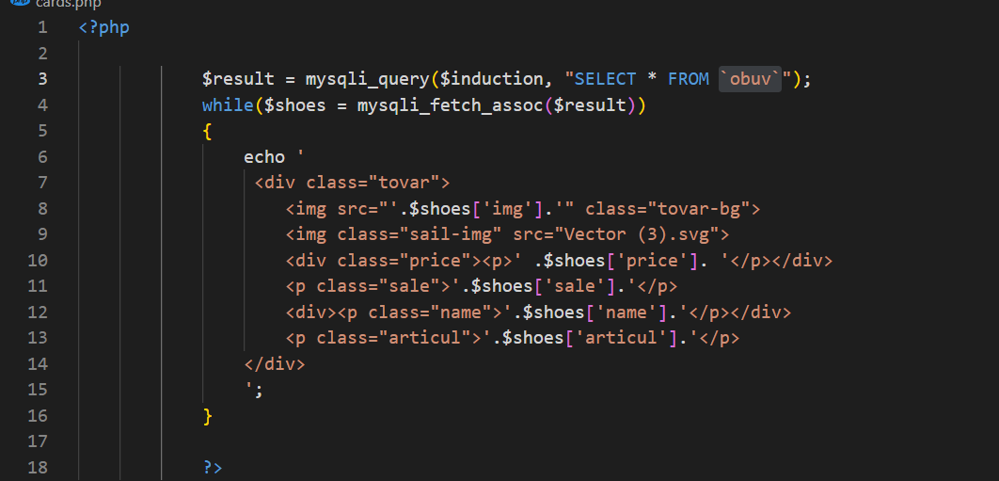 cards.php
1 <?php
2
3 $result = mysqli_query($induction, "SELECT * FROM `obuv`");
4 while($shoes = mysqli_fetch_assoc($result))
5 {
6 echo '
7 <div class="tovar">
8 <img src="'.$shoes['img'].'" class="tovar-bg">
9 <img class="sail-img" src="Vector (3).svg">
10 <div class="price"><p>' .$shoes['price']. '</p></div>
11 <p class="sale">'.$shoes['sale'].'</p>
12 <div><p class="name">'.$shoes['name'].'</p></div>
13 <p class="articul">'.$shoes['articul'].'</p>
14 </div>
15 ';
16 }
17
18 ?>